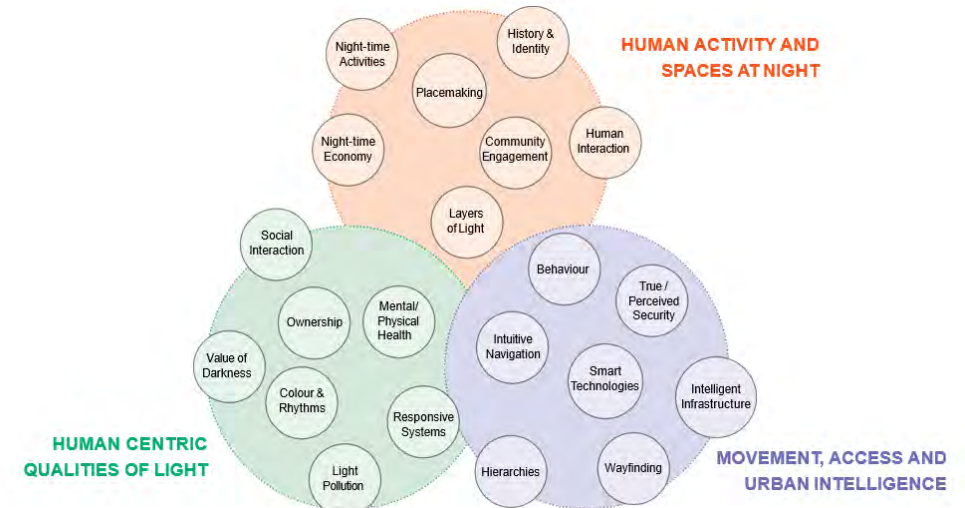 HUMAN ACTIVITY AND
SPACES AT NIGHT
Night-time
Activities
History &
Identity
Placemaking
Night-time
Economy
Community
Engagement
Human
Interaction
Layers
of Light
Social
Interaction
Ownership
Mental/
Physical
Health
Value of
Darkness
Colour &
Rhythms
Responsive
Systems
Light
Pollution
HUMAN CENTRIC
QUALITIES OF LIGHT
Behaviour
True /
Perceived
Security
Intuitive
Navigation
Smart
Technologies
Intelligent
Infrastructure
Hierarchies
Wayfinding
MOVEMENT, ACCESS AND
URBAN INTELLIGENCE